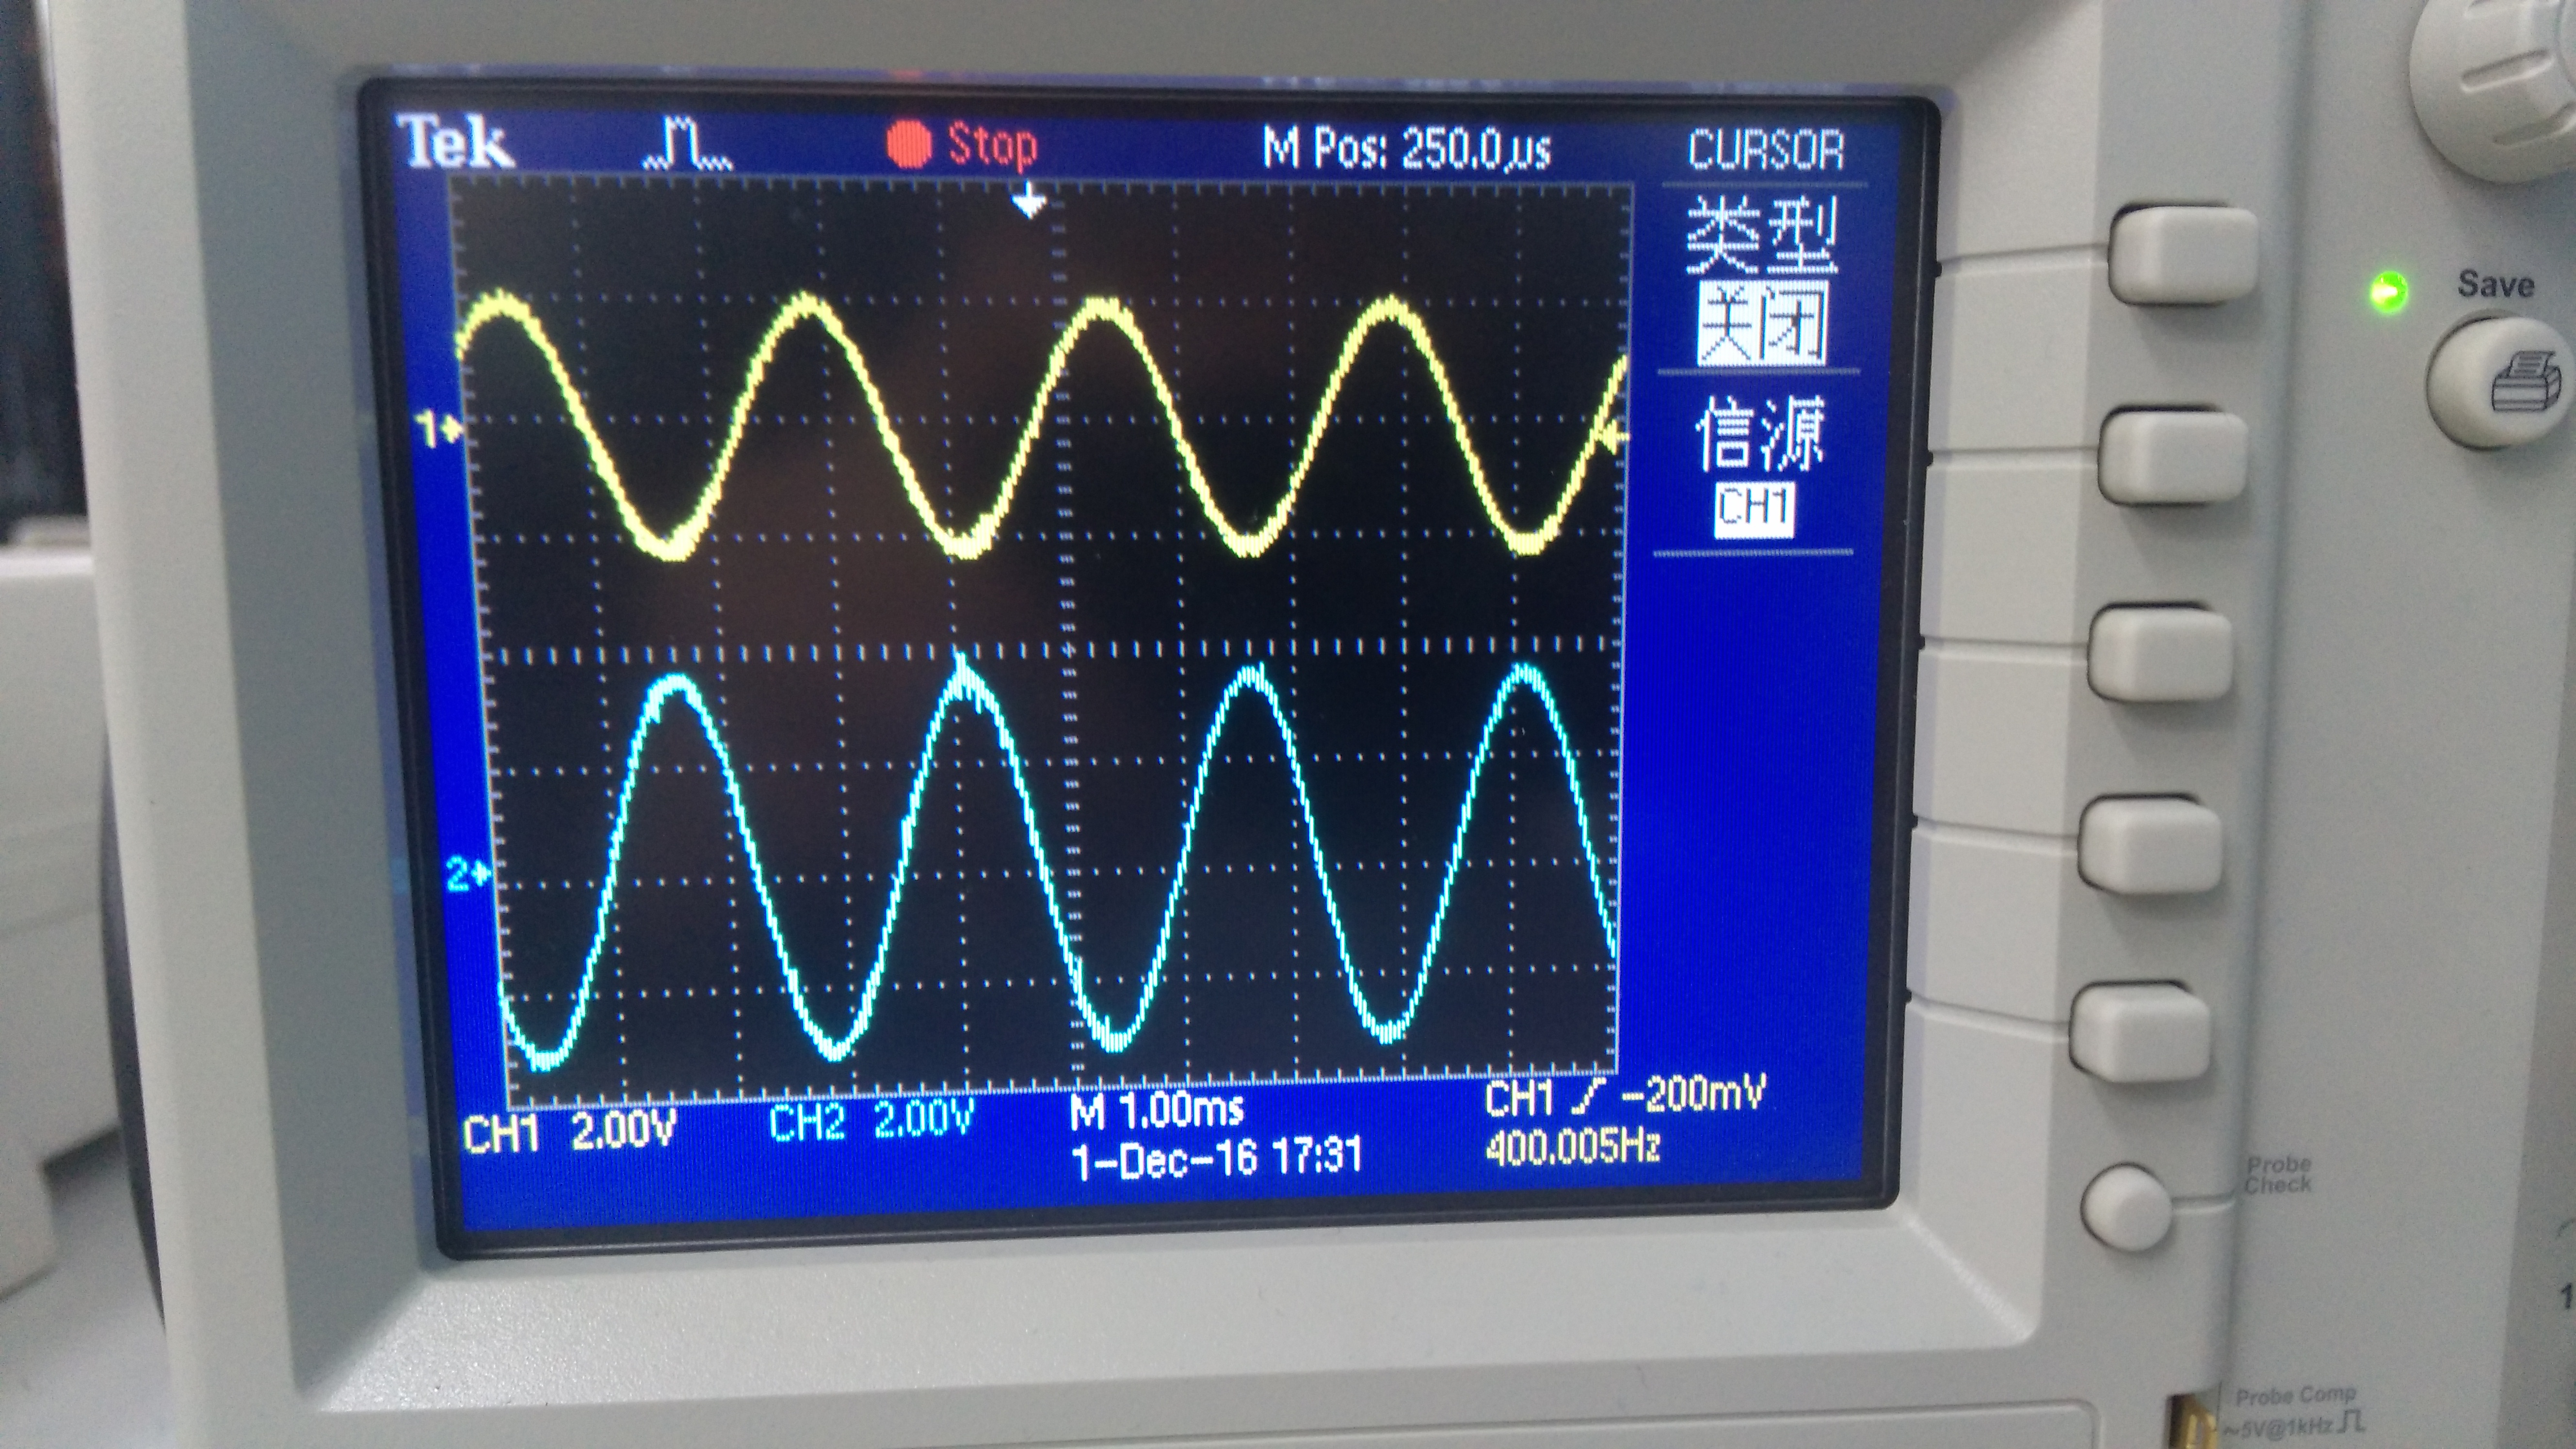 Tek Stop M Pos: 250.0µs CURSOR
类型
关闭
信源
CH1
1
2
CH1 2.00V CH2 2.00V M 1.00ms CH1 -200mV
1-Dec-16 17:31 400.005Hz
Save
Probe
Check
Probe Comp
~5V@1kHz
1